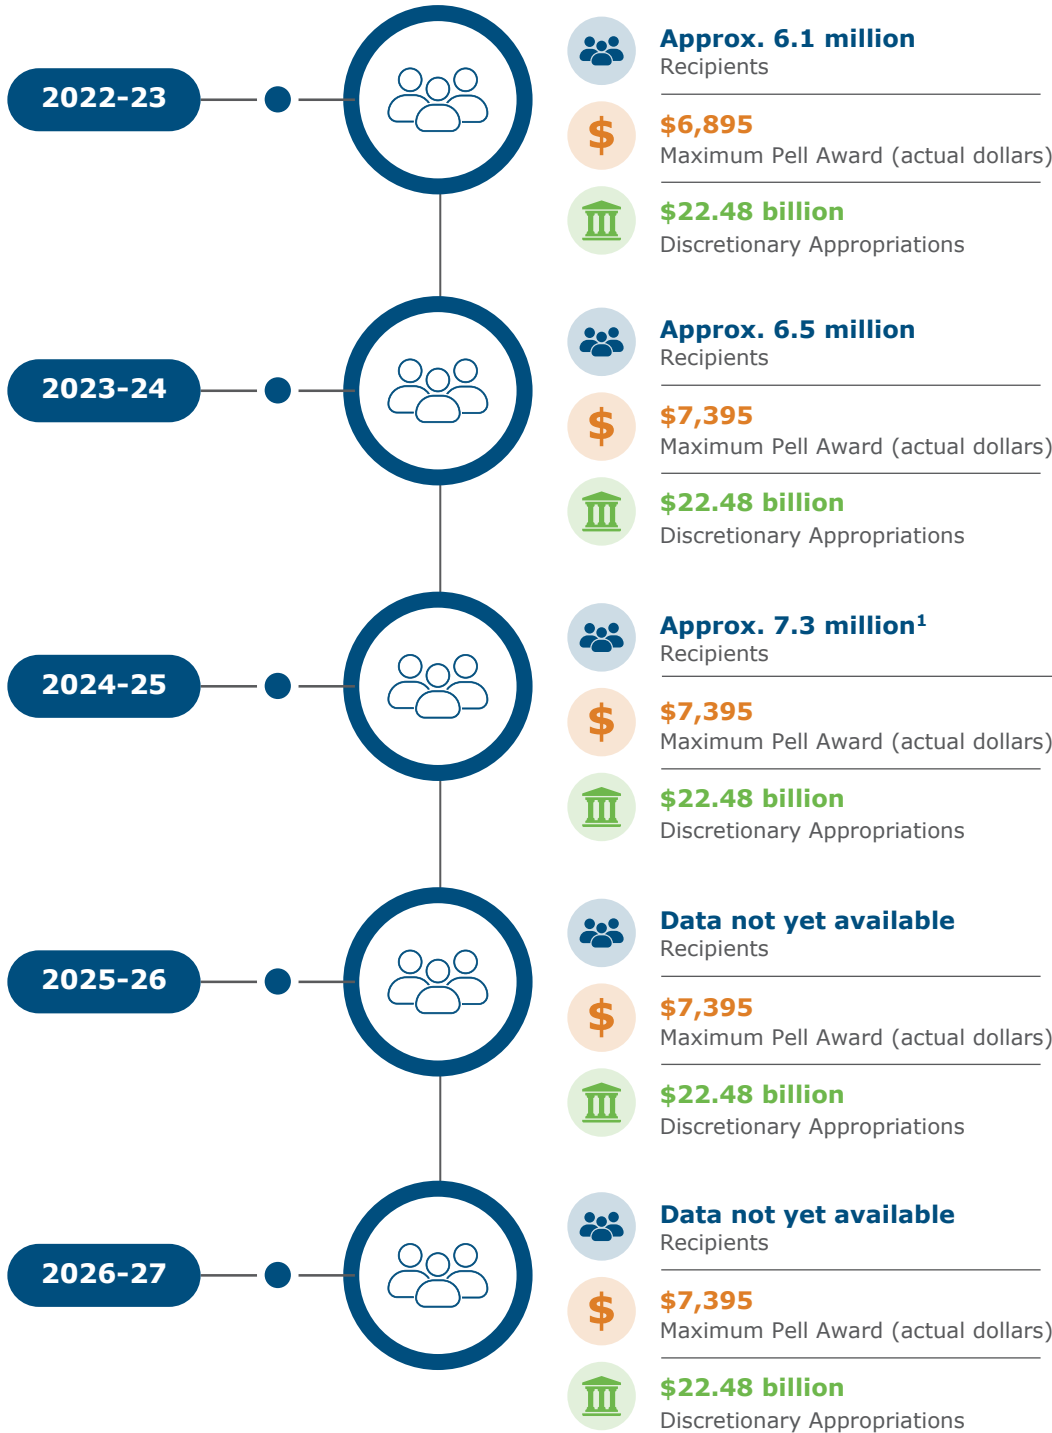 2022-23
Approx. 6.1 million
Recipients
$
$6,895
Maximum Pell Award (actual dollars)
$22.48 billion
Discretionary Appropriations
2023-24
Approx. 6.5 million
Recipients
$
$7,395
Maximum Pell Award (actual dollars)
$22.48 billion
Discretionary Appropriations
2024-25
Approx. 7.3 million¹
Recipients
$
$7,395
Maximum Pell Award (actual dollars)
$22.48 billion
Discretionary Appropriations
2025-26
Data not yet available
Recipients
$
$7,395
Maximum Pell Award (actual dollars)
$22.48 billion
Discretionary Appropriations
2026-27
Data not yet available
Recipients
$
$7,395
Maximum Pell Award (actual dollars)
$22.48 billion
Discretionary Appropriations